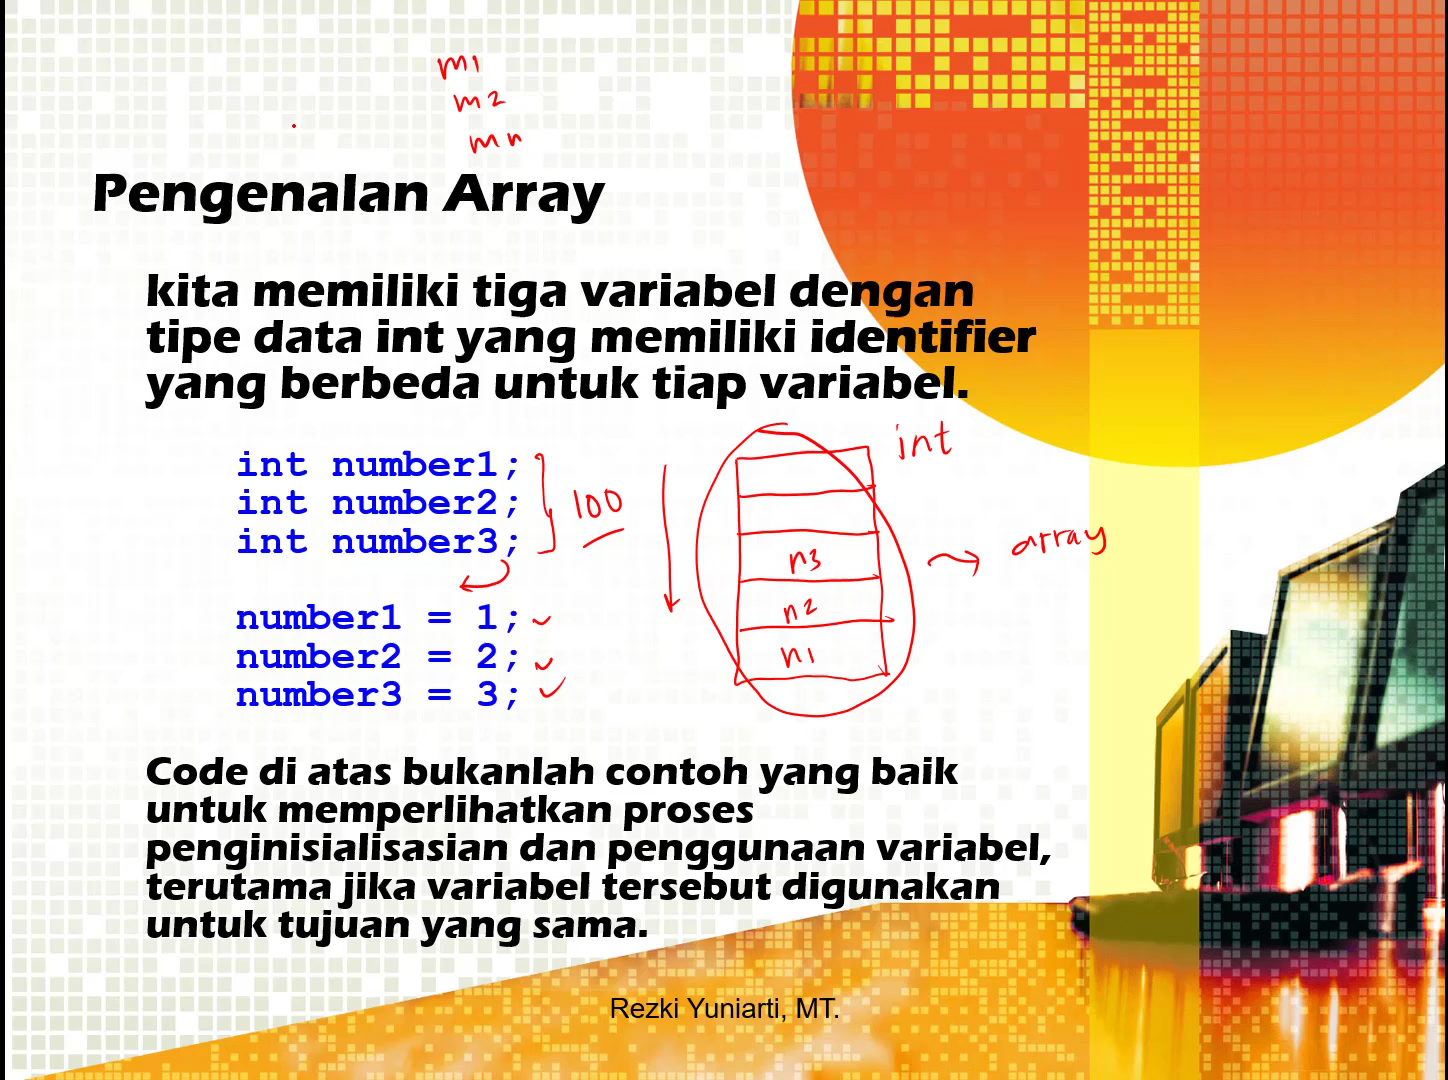 m1
m2
mn
Pengenalan Array
kita memiliki tiga variabel dengan
tipe data int yang memiliki identifier
yang berbeda untuk tiap variabel.
int number1;
int number2;
int number3;
100
number1 = 1;
number2 = 2;
number3 = 3;
int
n3
n2
n1
array
Code di atas bukanlah contoh yang baik
untuk memperlihatkan proses
penginisialisasian dan penggunaan variabel,
terutama jika variabel tersebut digunakan
untuk tujuan yang sama.
Rezki Yuniarti, MT.